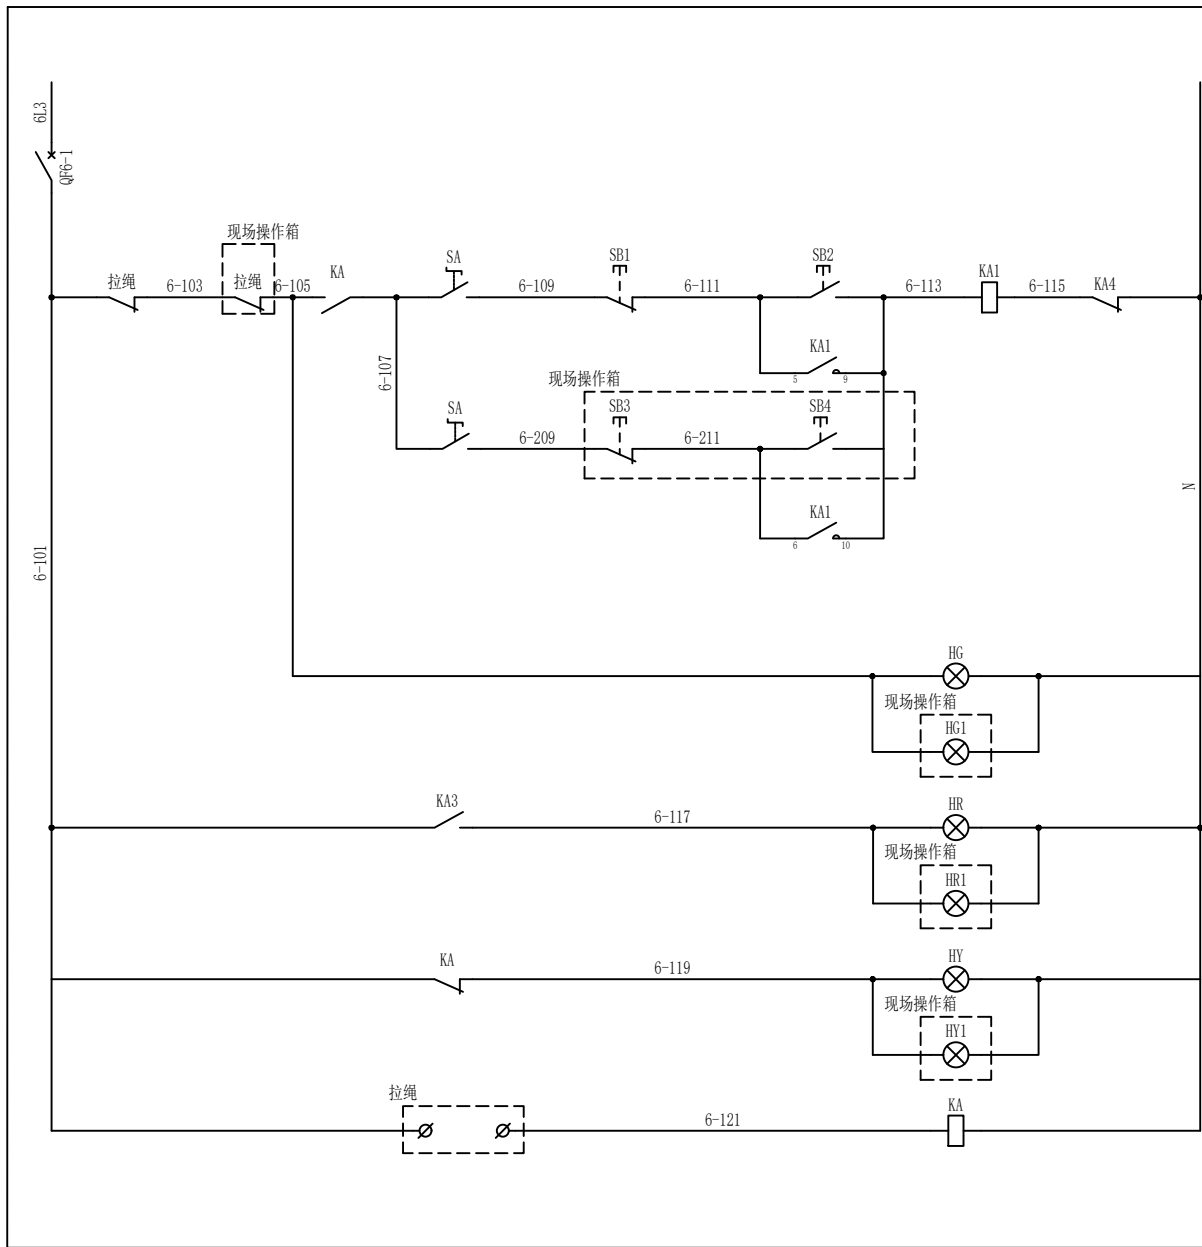 6L3
QF6-1
现场操作箱
拉绳
6-103
拉绳
6-105
KA
SA
6-109
SB1
6-111
SB2
6-113
KA1
6-115
KA4
KA1
5
9
6-107
现场操作箱
SA
6-209
SB3
6-211
SB4
N
KA1
6
10
6-101
HG
现场操作箱
HG1
KA3
6-117
HR
现场操作箱
HR1
KA
6-119
HY
现场操作箱
HY1
拉绳
6-121
KA